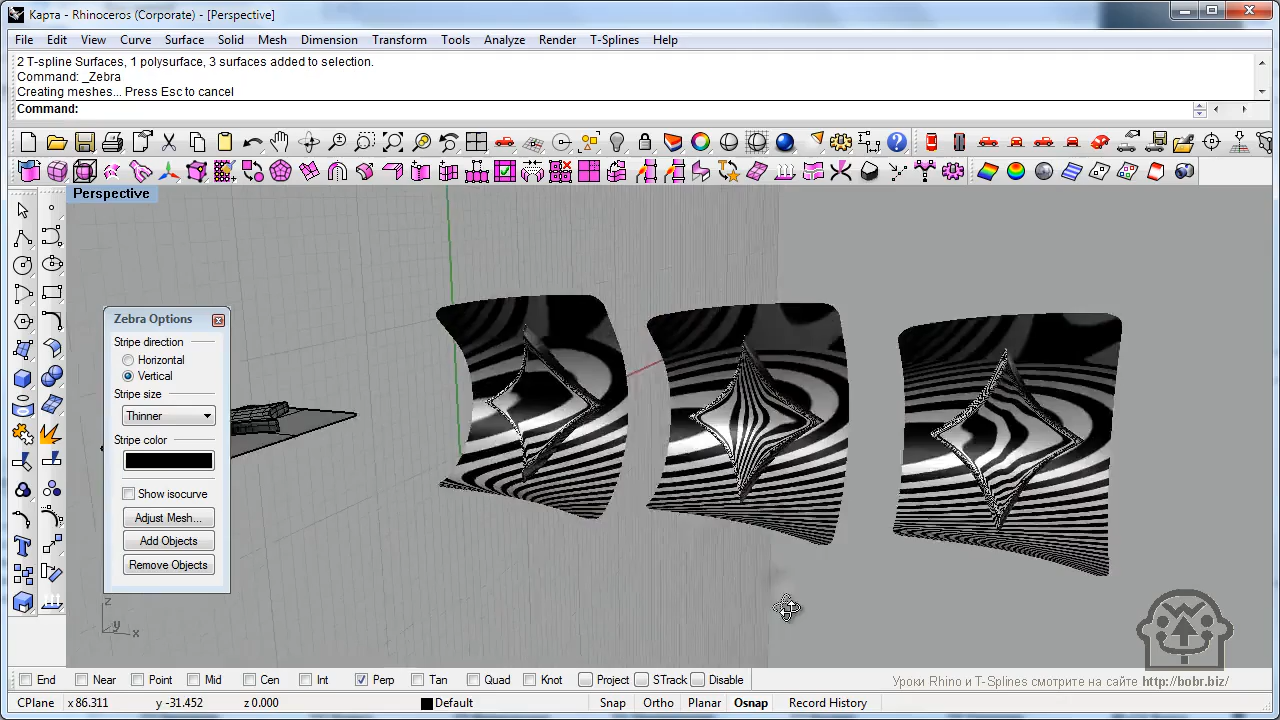 Карта - Rhinoceros (Corporate) - [Perspective]
File Edit View Curve Surface Solid Mesh Dimension Transform Tools Analyze Render T-Splines Help
2 T-spline Surfaces, 1 polysurface, 3 surfaces added to selection.
Command: _Zebra
Creating meshes... Press Esc to cancel
Command:
Perspective
Zebra Options
Stripe direction
Horizontal
Vertical
Stripe size
Thinner
Stripe color
Show isocurve
Adjust Mesh...
Add Objects
Remove Objects
z
y
x
Уроки Rhino и T-Splines смотрите на сайте http://bobr.biz/
End Near Point Mid Cen Int Perp Tan Quad Knot Project STrack Disable
CPlane x 86.311 y -31.452 z 0.000 Default Snap Ortho Planar Osnap Record History